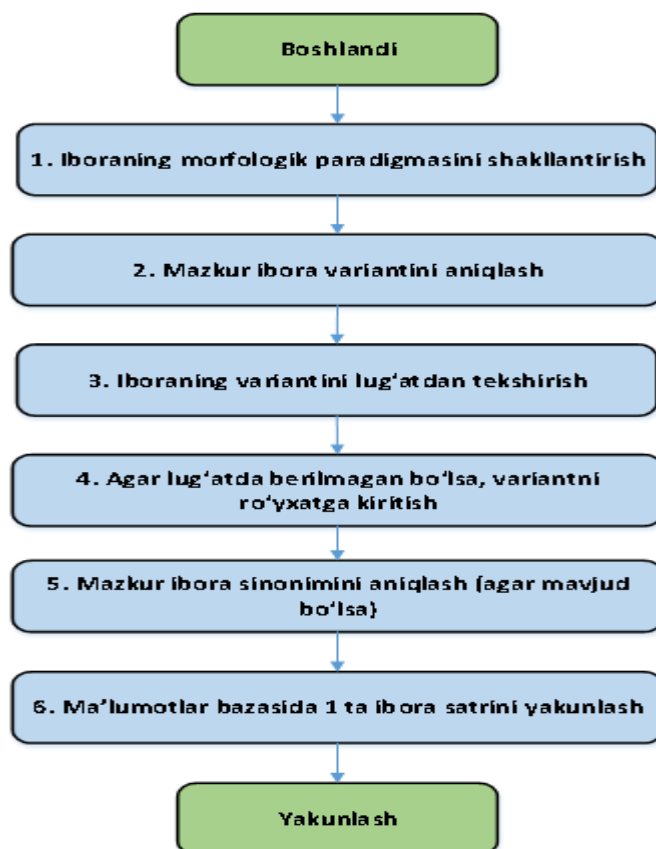 Boshlandi
1. Iboraning morfologik paradigmasini shakllantirish
2. Mazkur ibora variantini aniqlash
3. Iboraning variantini lug‘atdan tekshirish
4. Agar lug‘atda berilmagan bo‘lsa, variantni
ro‘yxatga kiritish
5. Mazkur ibora sinonimini aniqlash (agar mavjud
bo‘lsa)
6. Ma’lumotlar bazasida 1 ta ibora satrini yakunlash
Yakunlash